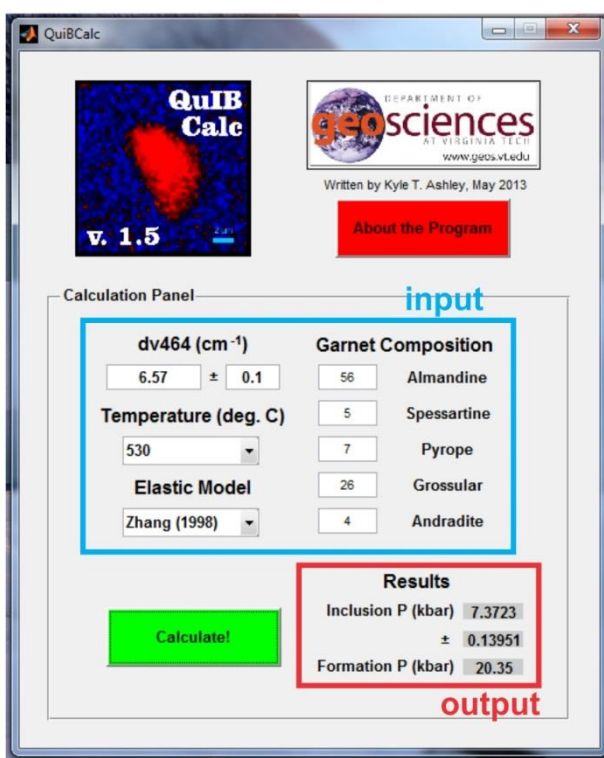 QuiBCalc
QuIB
Calc
v. 1.5
2um
DEPARTMENT OF
geosciences
AT VIRGINIA TECH
www.geos.vt.edu
Written by Kyle T. Ashley, May 2013
About the Program
Calculation Panel
input
dv464 (cm⁻¹)
6.57 ± 0.1
Temperature (deg. C)
530
Elastic Model
Zhang (1998)
Garnet Composition
56 Almandine
5 Spessartine
7 Pyrope
26 Grossular
4 Andradite
Calculate!
Results
Inclusion P (kbar) 7.3723
± 0.13951
Formation P (kbar) 20.35
output